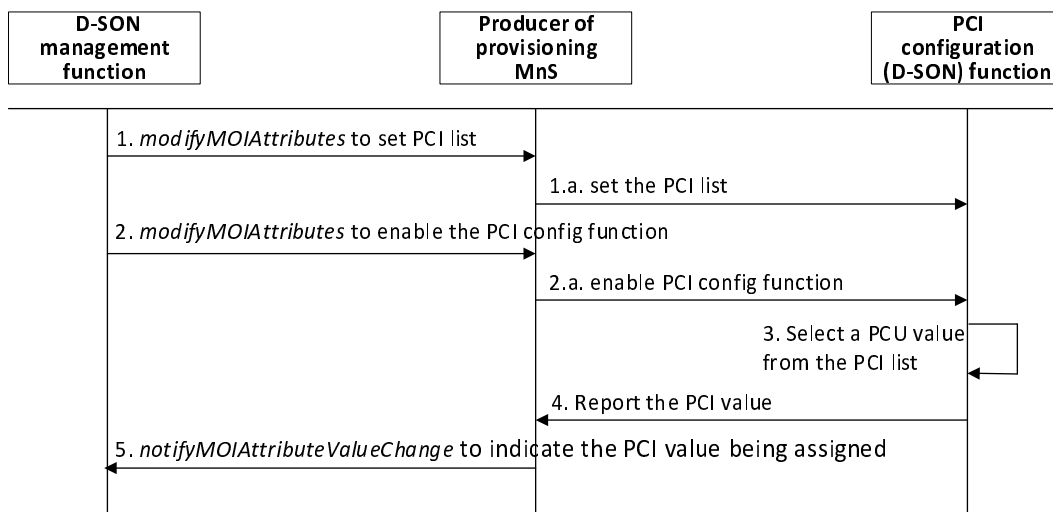 D-SON
management
function
Producer of
provisioning
MnS
PCI
configuration
(D-SON) function
1. modifyMOIAttributes to set PCI list
1.a. set the PCI list
2. modifyMOIAttributes to enable the PCI config function
2.a. enable PCI config function
3. Select a PCU value
from the PCI list
4. Report the PCI value
5. notifyMOIAttributeValueChange to indicate the PCI value being assigned